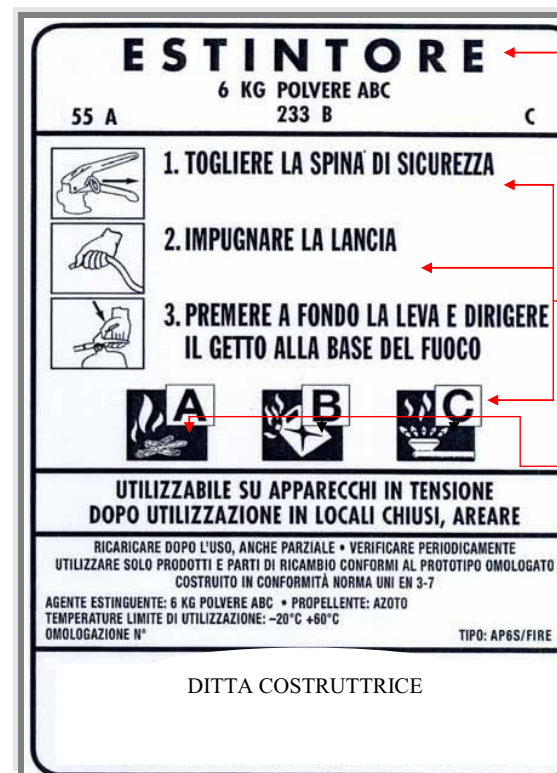 ESTINTORE
6 KG POLVERE ABC
55 A 233 B C
1. TOGLIERE LA SPINA DI SICUREZZA
2. IMPUGNARE LA LANCIA
3. PREMERE A FONDO LA LEVA E DIRIGERE
IL GETTO ALLA BASE DEL FUOCO
A B C
UTILIZZABILE SU APPARECCHI IN TENSIONE
DOPO UTILIZZAZIONE IN LOCALI CHIUSI, AREARE
RICARICARE DOPO L'USO, ANCHE PARZIALE • VERIFICARE PERIODICAMENTE
UTILIZZARE SOLO PRODOTTI E PARTI DI RICAMBIO CONFORMI AL PROTOTIPO OMOLOGATO
COSTRUITO IN CONFORMITÀ NORMA UNI EN 3-7
AGENTE ESTINGUENTE: 6 KG POLVERE ABC • PROPELLENTE: AZOTO
TEMPERATURE LIMITE DI UTILIZZAZIONE: –20°C +60°C
OMOLOGAZIONE N° TIPO: AP6S/FIRE
DITTA COSTRUTTRICE